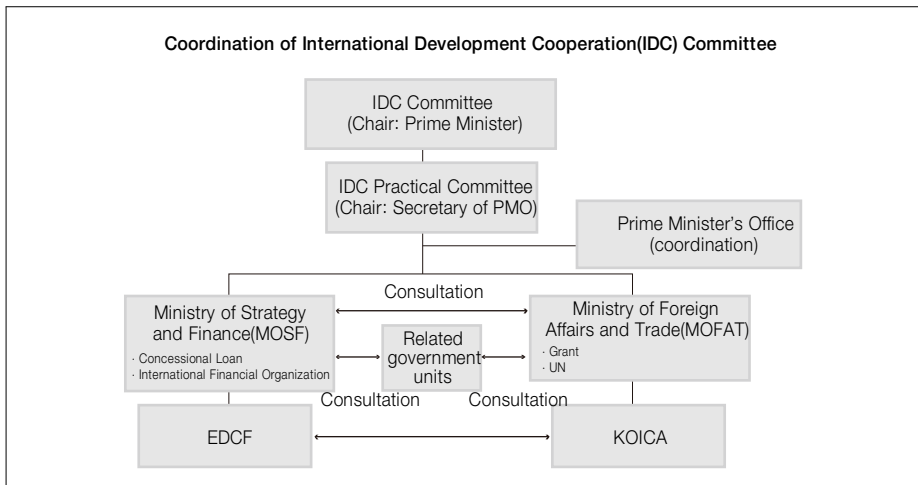 Coordination of International Development Cooperation(IDC) Committee
IDC Committee
(Chair: Prime Minister)
IDC Practical Committee
(Chair: Secretary of PMO)
Prime Minister's Office
(coordination)
Consultation
Ministry of Strategy
and Finance(MOSF)
· Concessional Loan
· International Financial Organization
Related
government
units
Ministry of Foreign
Affairs and Trade(MOFAT)
· Grant
· UN
Consultation
Consultation
EDCF
KOICA